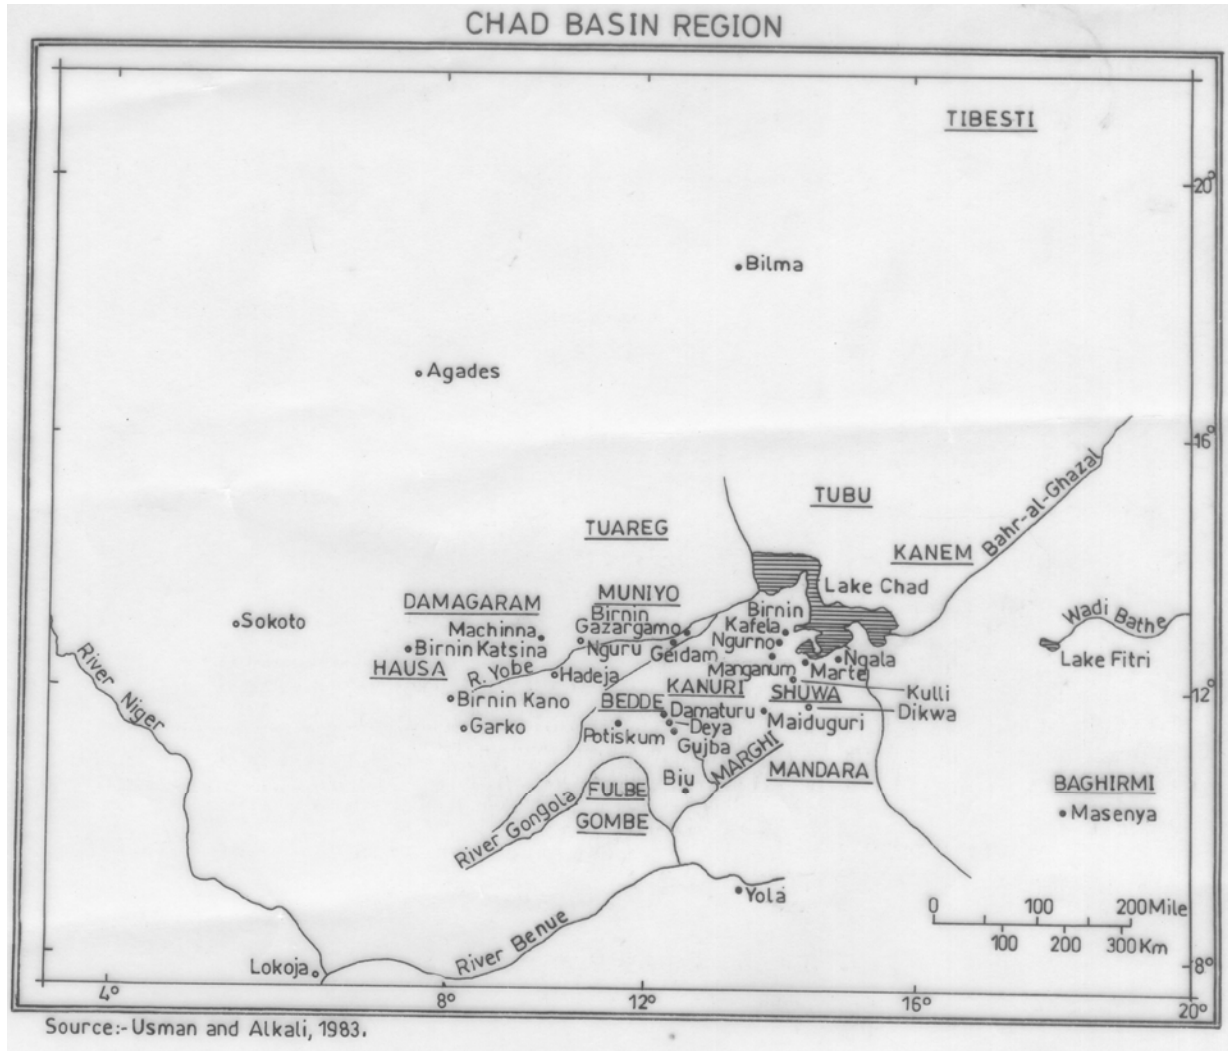 CHAD BASIN REGION
TIBESTI
20°
Bilma
Agades
16°
TUBU
Bahr-al-Ghazal
TUAREG
KANEM
Lake Chad
MUNIYO
DAMAGARAM
Birnin
Birnin
Wadi Bathe
Sokoto
Gazargamo
Kafela
Machinna
Ngurno
Nguru
Birnin Katsina
Geidam
Ngala
Lake Fitri
HAUSA
R. Yobe
Hadeja
Manganum
Marte
River Niger
KANURI
SHUWA
Kulli
12°
Birnin Kano
BEDDE
Damaturu
Dikwa
Garko
Deya
Maiduguri
Potiskum
Gujba
MARGHI
MANDARA
Biu
BAGHIRMI
FULBE
Masenya
River Gongola
GOMBE
Yola
0 100 200Mile
100 200 300Km
River Benue
Lokoja
8°
4° 8° 12° 16° 20°
Source:-Usman and Alkali, 1983.